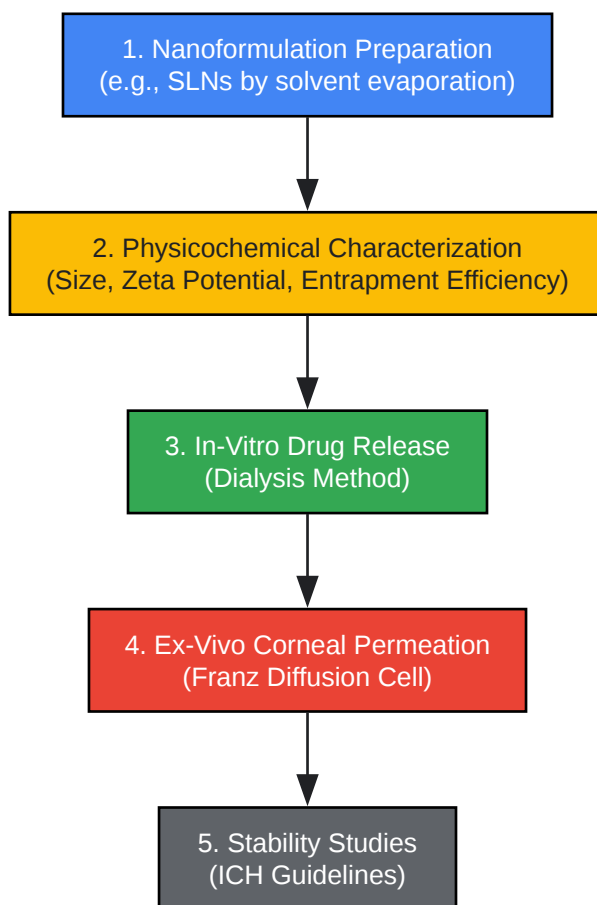 1. Nanoformulation Preparation
(e.g., SLNs by solvent evaporation)
2. Physicochemical Characterization
(Size, Zeta Potential, Entrapment Efficiency)
3. In-Vitro Drug Release
(Dialysis Method)
4. Ex-Vivo Corneal Permeation
(Franz Diffusion Cell)
5. Stability Studies
(ICH Guidelines)